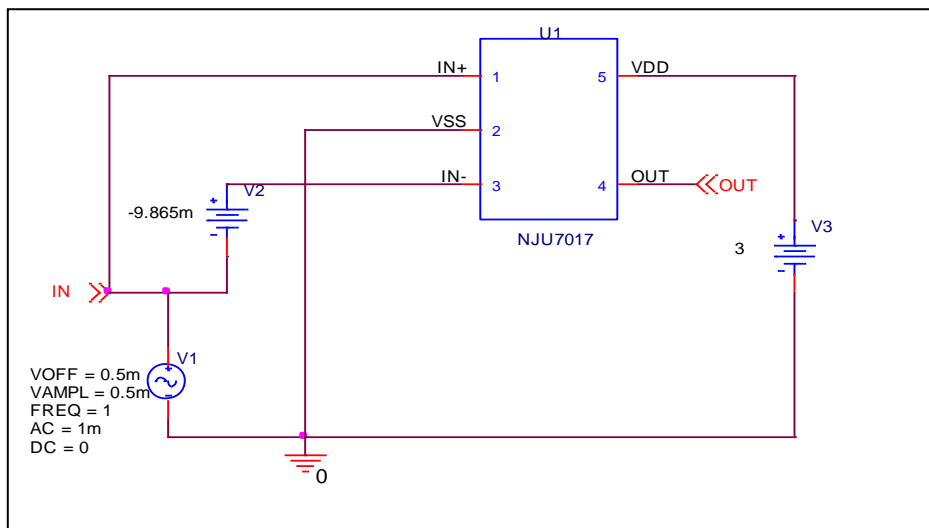 U1
IN+
1
5
VDD
VSS
2
IN-
3
4
OUT
OUT
V2
-9.865m
NJU7017
V3
3
IN
V1
VOFF = 0.5m
VAMPL = 0.5m
FREQ = 1
AC = 1m
DC = 0
0